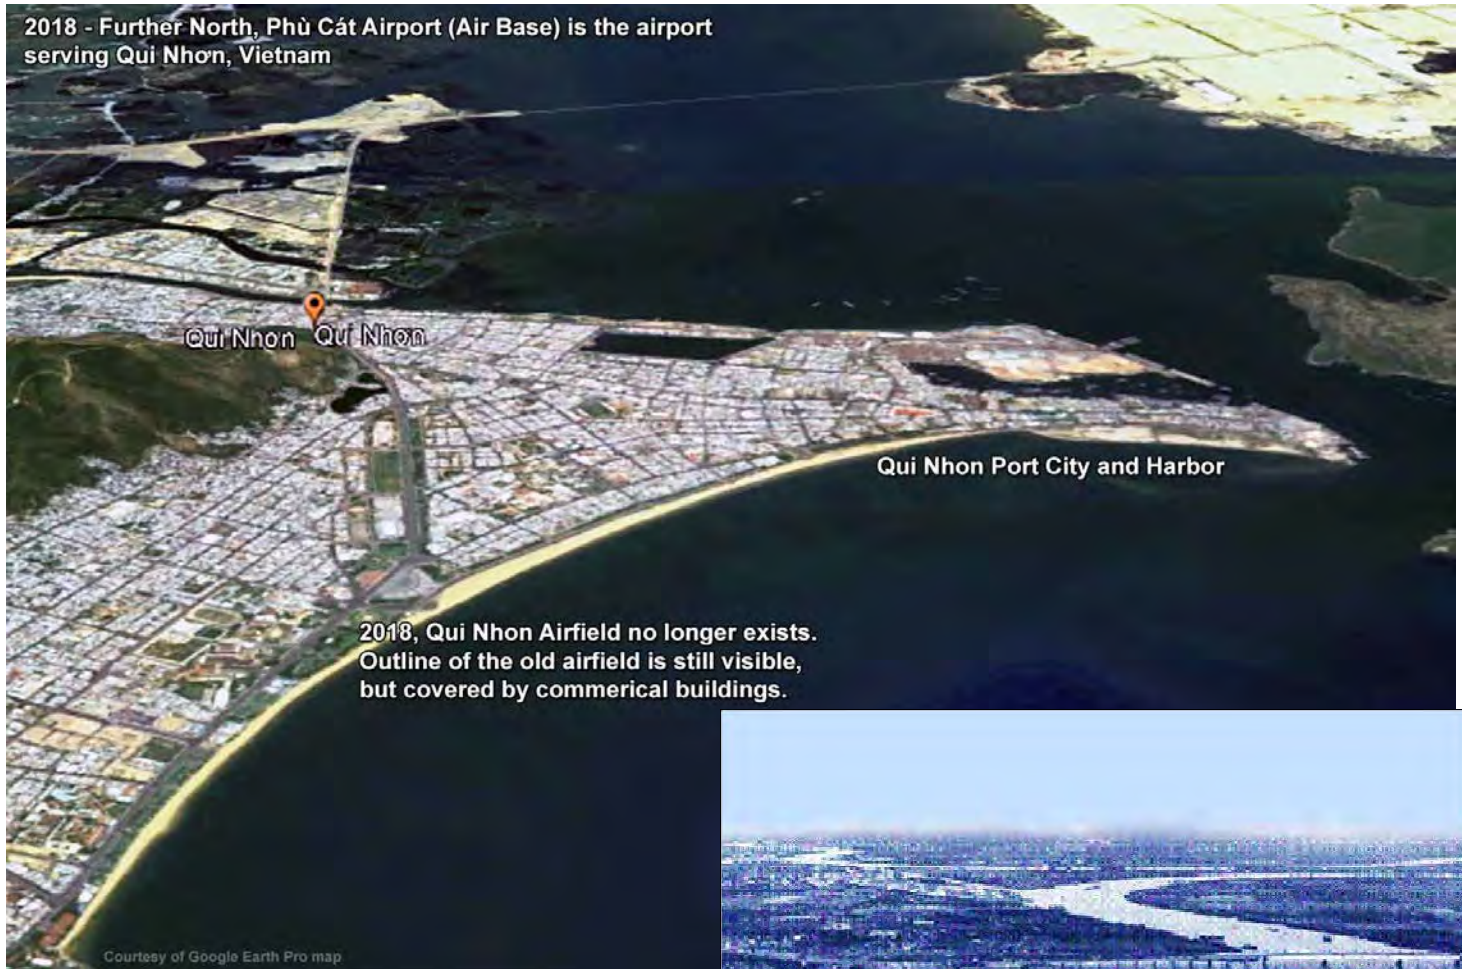 2018 - Further North, Phù Cát Airport (Air Base) is the airport
serving Qui Nhơn, Vietnam
Qui Nhơn
Qui Nhơn
Qui Nhon Port City and Harbor
2018, Qui Nhon Airfield no longer exists.
Outline of the old airfield is still visible,
but covered by commerical buildings.
Courtesy of Google Earth Pro map